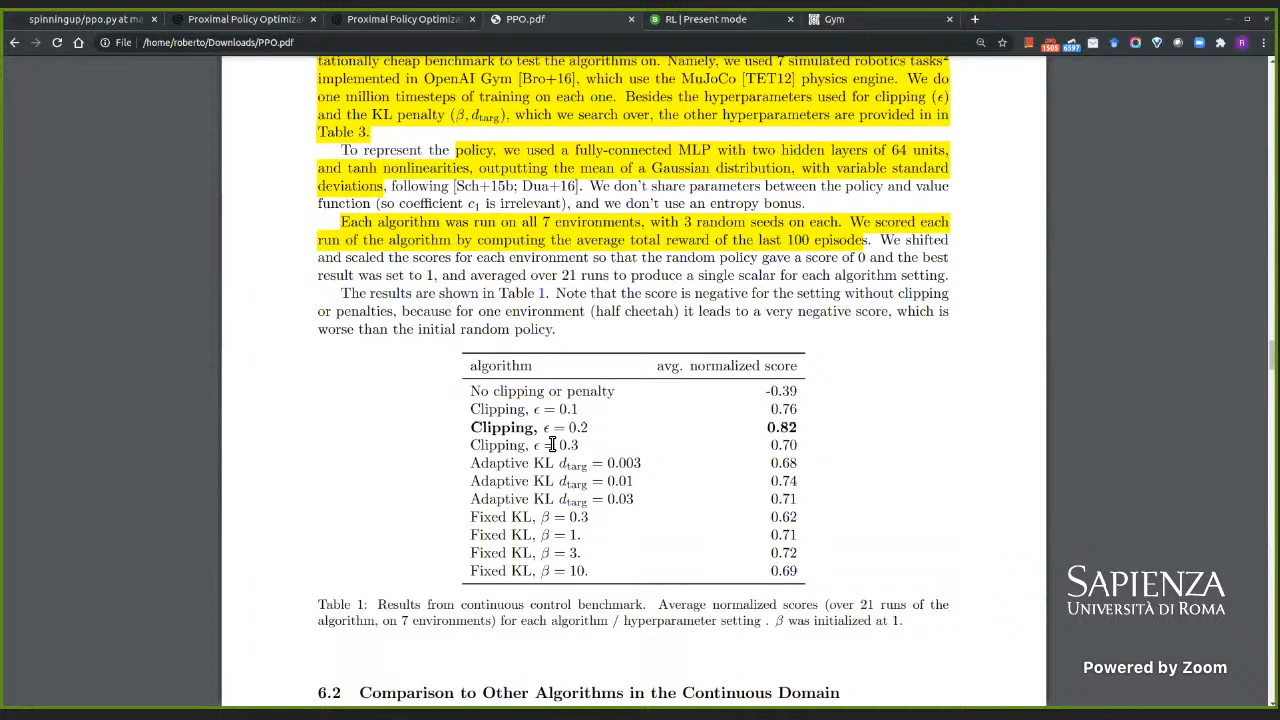 spinningup/ppo.py at ma
Proximal Policy Optimiza
Proximal Policy Optimiza
PPO.pdf
RL | Present mode
Gym
File
/home/roberto/Downloads/PPO.pdf
1505
6597
R
tationally cheap benchmark to test the algorithms on. Namely, we used 7 simulated robotics tasks²
implemented in OpenAI Gym [Bro+16], which use the MuJoCo [TET12] physics engine. We do
one million timesteps of training on each one. Besides the hyperparameters used for clipping (ϵ)
and the KL penalty (β, d_targ), which we search over, the other hyperparameters are provided in in
Table 3.
To represent the policy, we used a fully-connected MLP with two hidden layers of 64 units,
and tanh nonlinearities, outputting the mean of a Gaussian distribution, with variable standard
deviations, following [Sch+15b; Dua+16]. We don't share parameters between the policy and value
function (so coefficient c₁ is irrelevant), and we don't use an entropy bonus.
Each algorithm was run on all 7 environments, with 3 random seeds on each. We scored each
run of the algorithm by computing the average total reward of the last 100 episodes. We shifted
and scaled the scores for each environment so that the random policy gave a score of 0 and the best
result was set to 1, and averaged over 21 runs to produce a single scalar for each algorithm setting.
The results are shown in Table 1. Note that the score is negative for the setting without clipping
or penalties, because for one environment (half cheetah) it leads to a very negative score, which is
worse than the initial random policy.
algorithm avg. normalized score
No clipping or penalty -0.39
Clipping, ϵ = 0.1 0.76
Clipping, ϵ = 0.2 0.82
Clipping, ϵ = 0.3 0.70
Adaptive KL d_targ = 0.003 0.68
Adaptive KL d_targ = 0.01 0.74
Adaptive KL d_targ = 0.03 0.71
Fixed KL, β = 0.3 0.62
Fixed KL, β = 1. 0.71
Fixed KL, β = 3. 0.72
Fixed KL, β = 10. 0.69
Table 1: Results from continuous control benchmark. Average normalized scores (over 21 runs of the
algorithm, on 7 environments) for each algorithm / hyperparameter setting . β was initialized at 1.
6.2 Comparison to Other Algorithms in the Continuous Domain
SAPIENZA
UNIVERSITÀ DI ROMA
Powered by Zoom